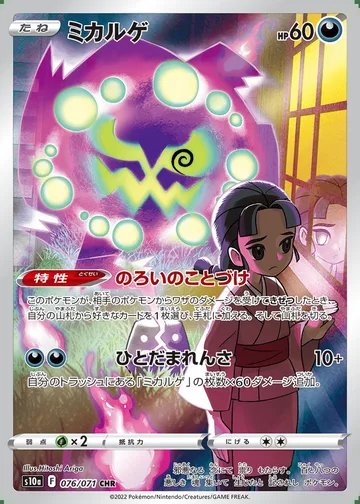 たね ミカルゲ HP60
特性 とくせい のろいのことづけ
このポケモンが、相手のポケモンからワザのダメージを受けてきぜつしたとき、
自分の山札から好きなカードを1枚選び、手札に加える。そして山札を切る。
ひとだまれんさ 10+
自分のトラッシュにある「ミカルゲ」の枚数×60ダメージ追加。
弱点 ×2 抵抗力 にげる
Illus. Hitoshi Ariga
s10a F 076/071 CHR
©2022 Pokémon/Nintendo/Creatures/GAME FREAK.